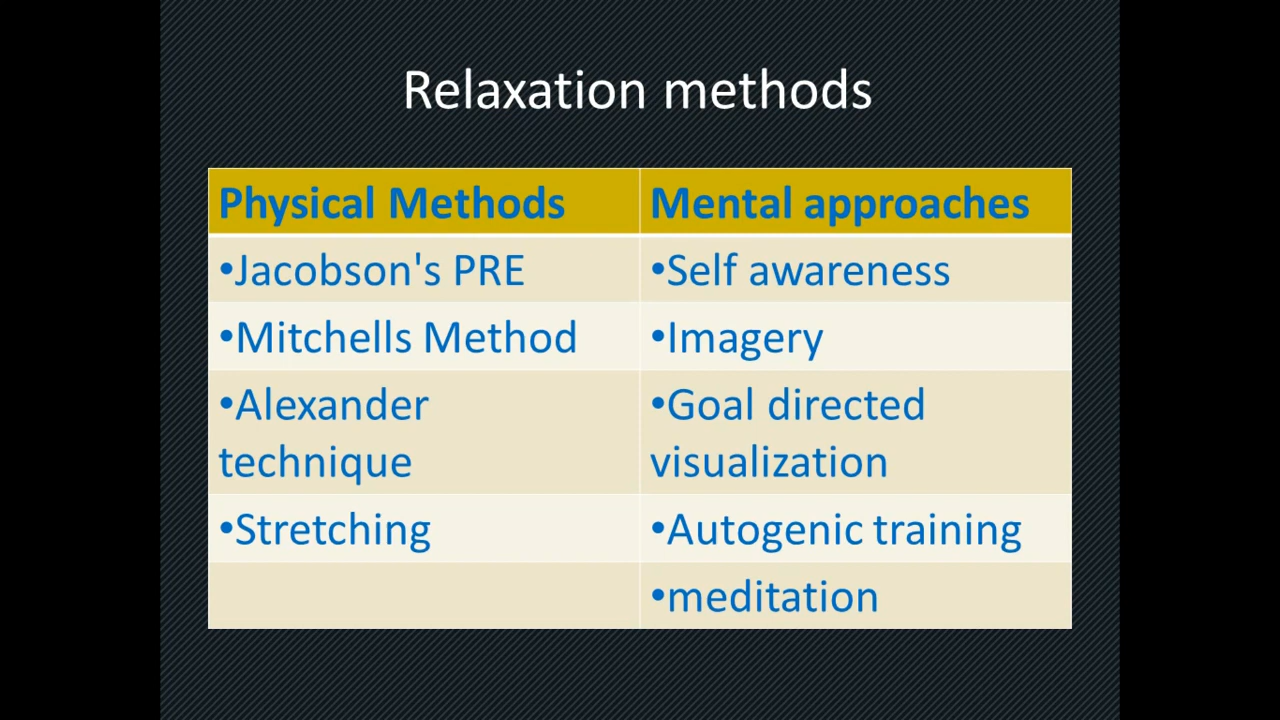 Relaxation methods
Physical Methods
Mental approaches
•Jacobson's PRE
•Self awareness
•Mitchells Method
•Imagery
•Alexander
technique
•Goal directed
visualization
•Stretching
•Autogenic training
•meditation